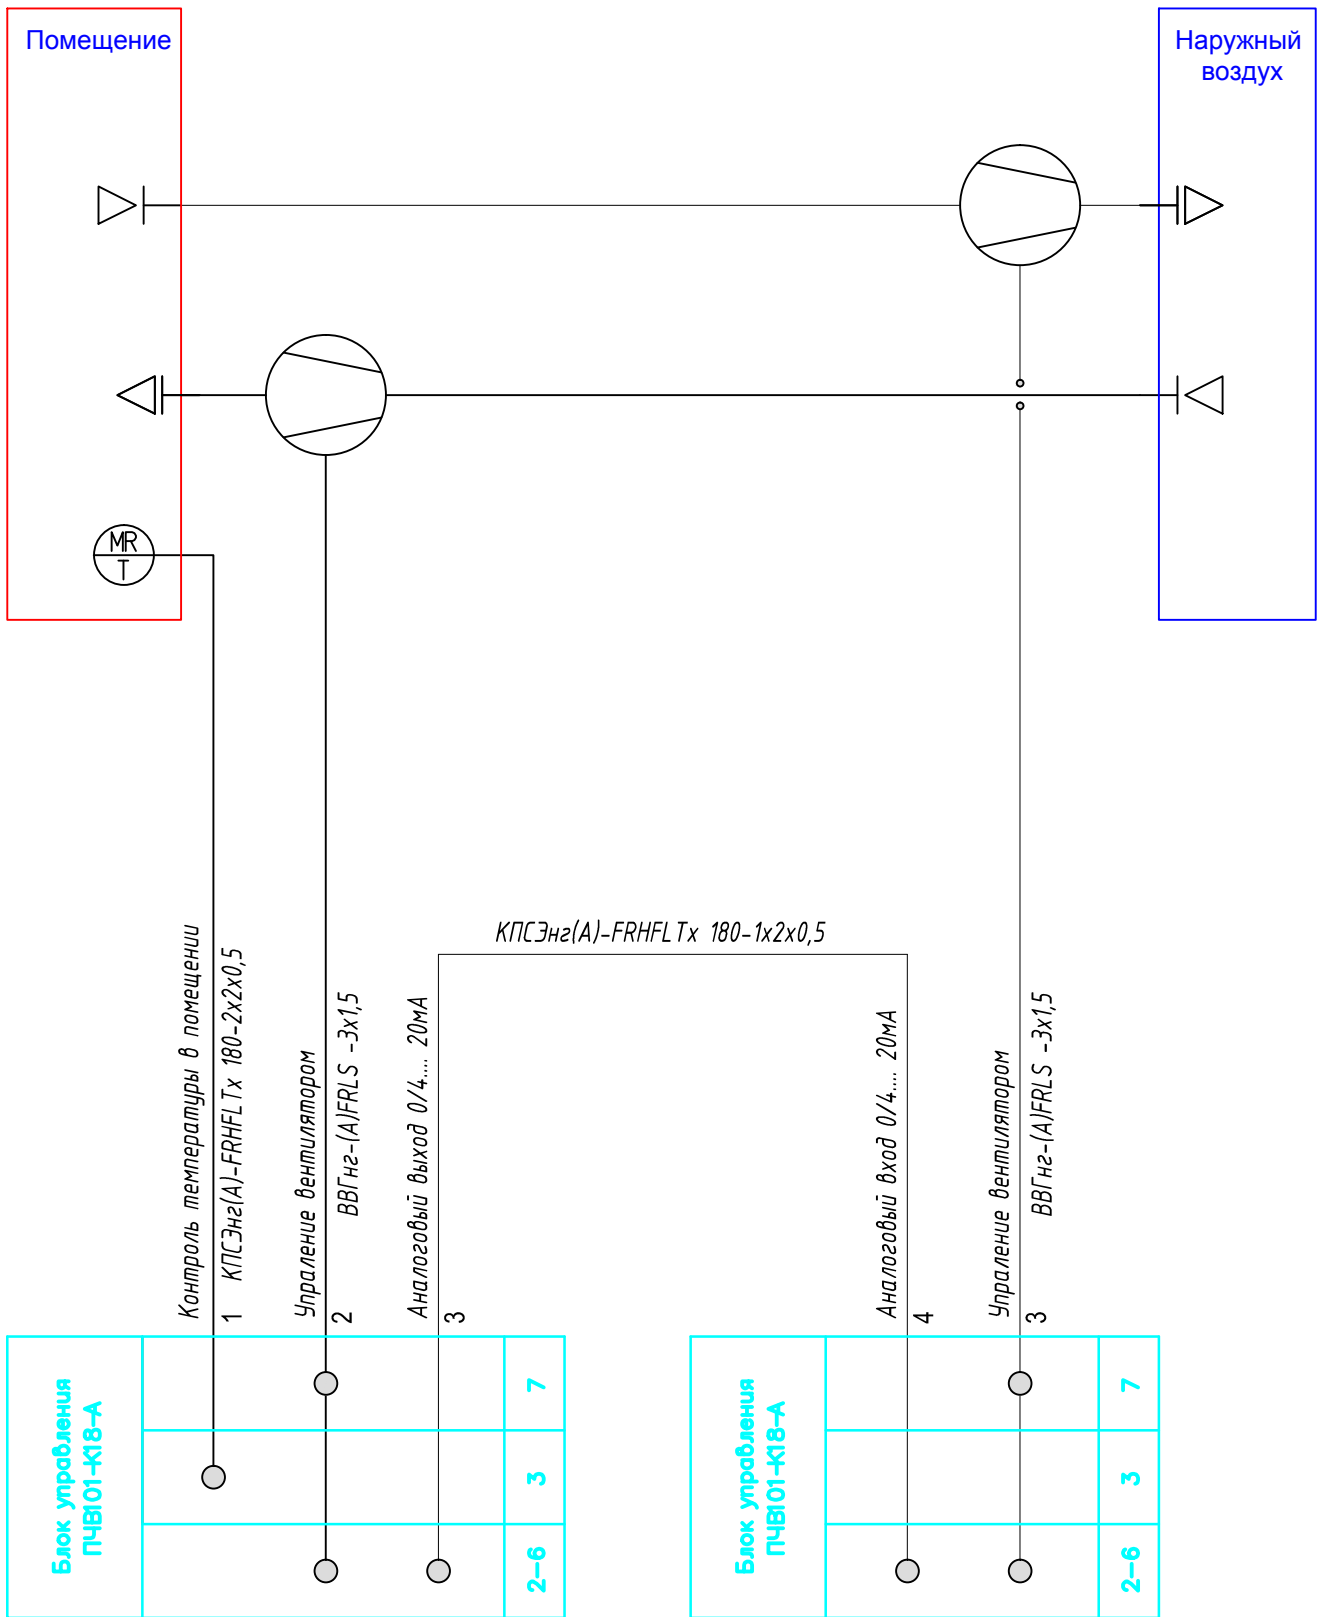 Помещение
Наружный
воздух
MR
T
КПСЭнг(А)-FRHFLTx 180-1x2x0,5
Контроль температуры в помещении
1 КПСЭнг(А)-FRHFLTx 180-2x2x0,5
Упраление вентилятором
2 ВВГнг-(А)FRLS -3x1,5
Аналоговый выход 0/4.... 20мА
3
Аналоговый вход 0/4.... 20мА
4
Упраление вентилятором
3 ВВГнг-(А)FRLS -3x1,5
Блок управления
ПЧВ101-К18-А
7
3
2-6
Блок управления
ПЧВ101-К18-А
7
3
2-6